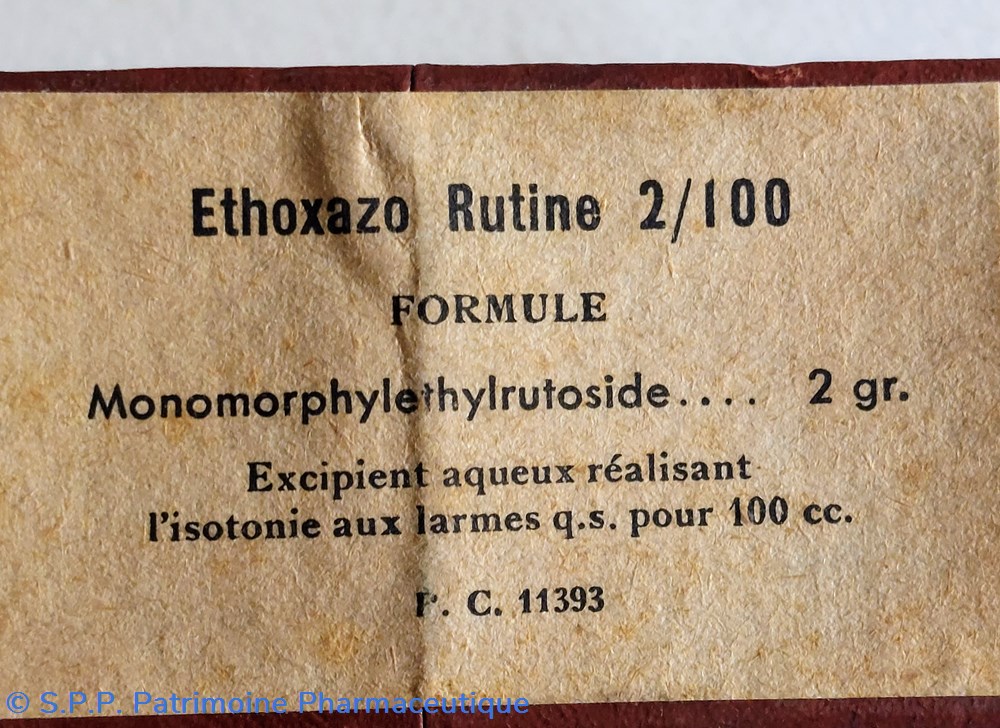 Ethoxazo Rutine 2/100
FORMULE
Monomorphylethylrutoside.... 2 gr.
Excipient aqueux réalisant
l'isotonie aux larmes q.s. pour 100 cc.
P. C. 11393
© S.P.P. Patrimoine Pharmaceutique